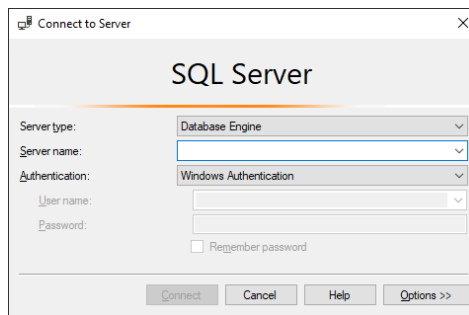 Connect to Server
SQL Server
Server type:
Database Engine
Server name:
Authentication:
Windows Authentication
User name:
Password:
Remember password
Connect
Cancel
Help
Options >>